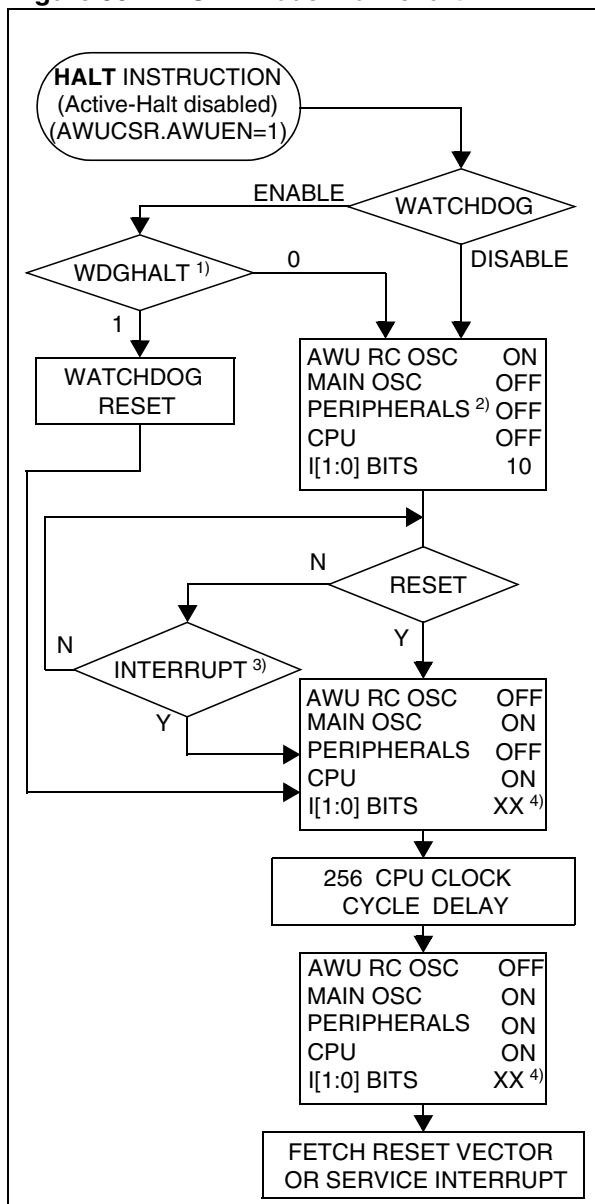 HALT INSTRUCTION
(Active-Halt disabled)
(AWUCSR.AWUEN=1)
ENABLE
WATCHDOG
WDGHALT 1)
0
DISABLE
1
WATCHDOG
RESET
AWU RC OSC ON
MAIN OSC OFF
PERIPHERALS 2) OFF
CPU OFF
I[1:0] BITS 10
N
RESET
N
Y
INTERRUPT 3)
Y
AWU RC OSC OFF
MAIN OSC ON
PERIPHERALS OFF
CPU ON
I[1:0] BITS XX 4)
256 CPU CLOCK
CYCLE DELAY
AWU RC OSC OFF
MAIN OSC ON
PERIPHERALS ON
CPU ON
I[1:0] BITS XX 4)
FETCH RESET VECTOR
OR SERVICE INTERRUPT